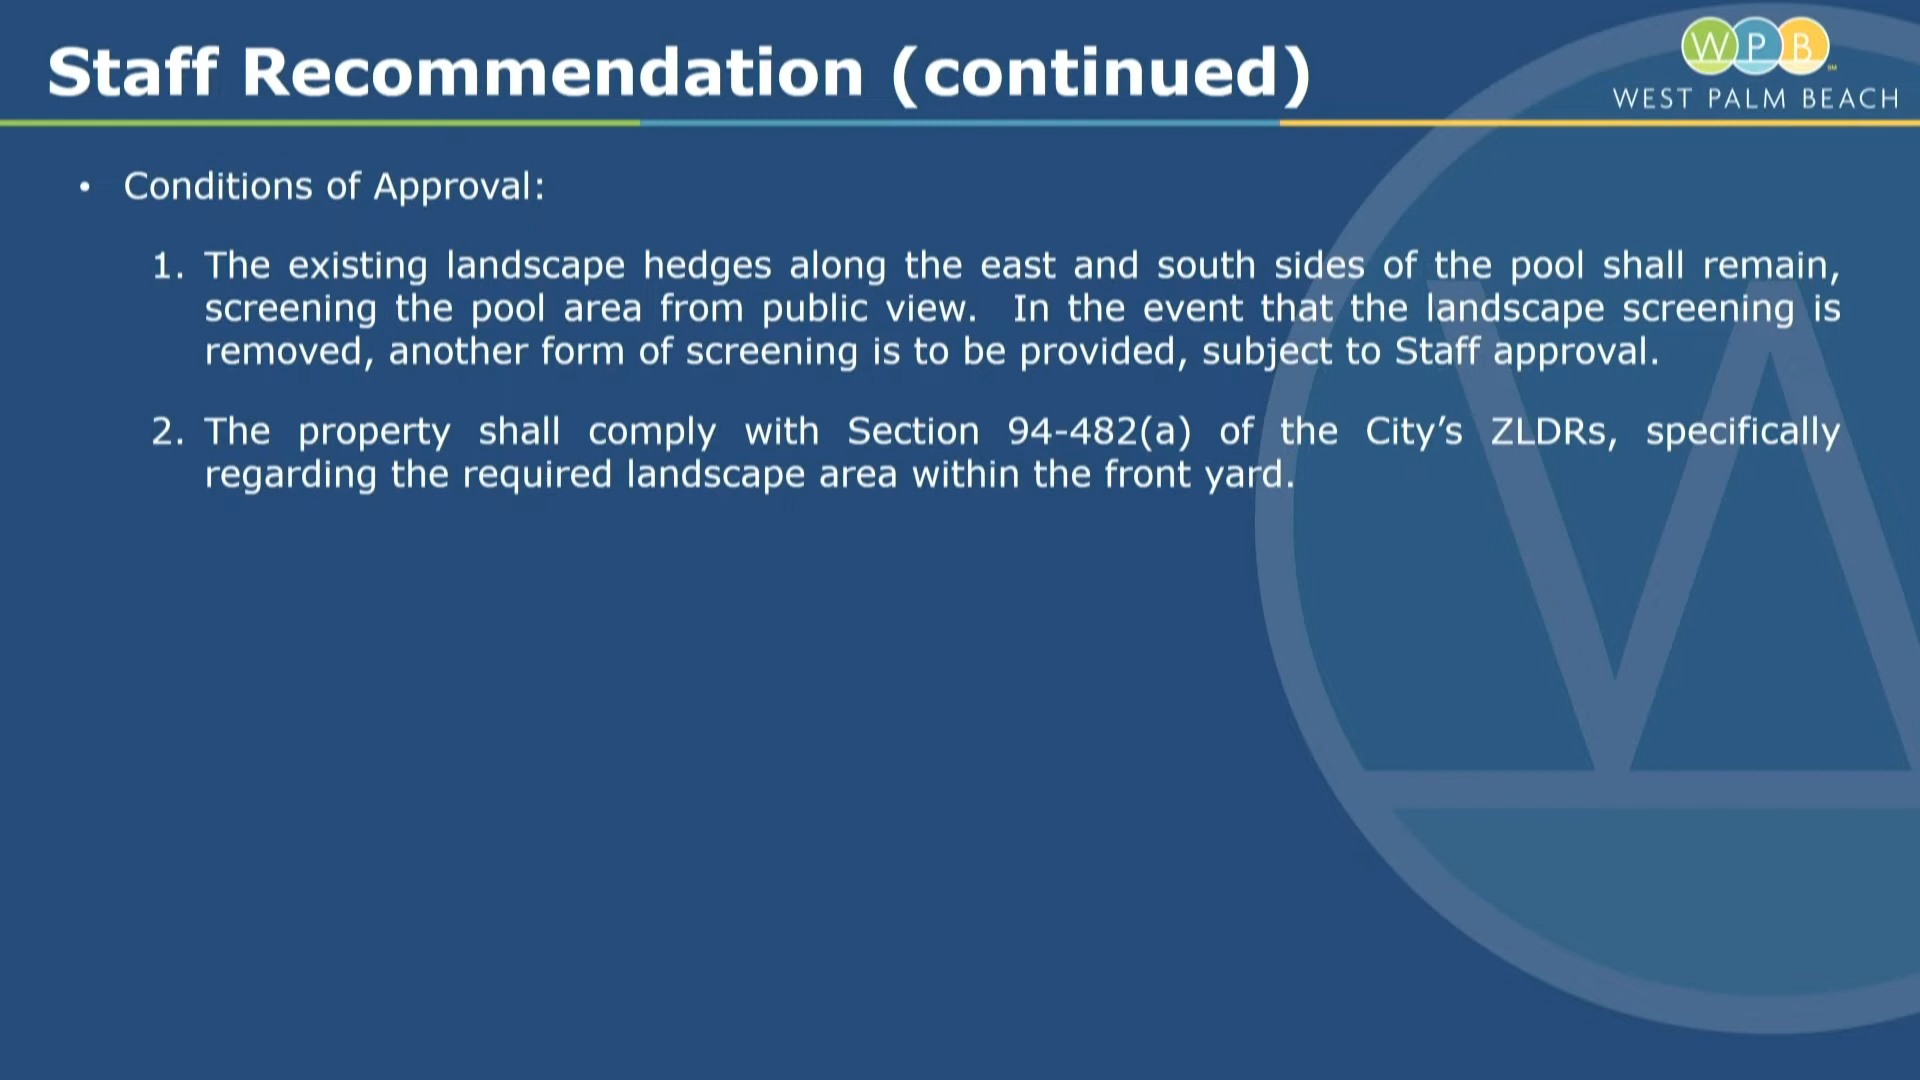 Staff Recommendation (continued)
WPB
SM
WEST PALM BEACH
• Conditions of Approval:
1. The existing landscape hedges along the east and south sides of the pool shall remain,
screening the pool area from public view. In the event that the landscape screening is
removed, another form of screening is to be provided, subject to Staff approval.
2. The property shall comply with Section 94-482(a) of the City’s ZLDRs, specifically
regarding the required landscape area within the front yard.